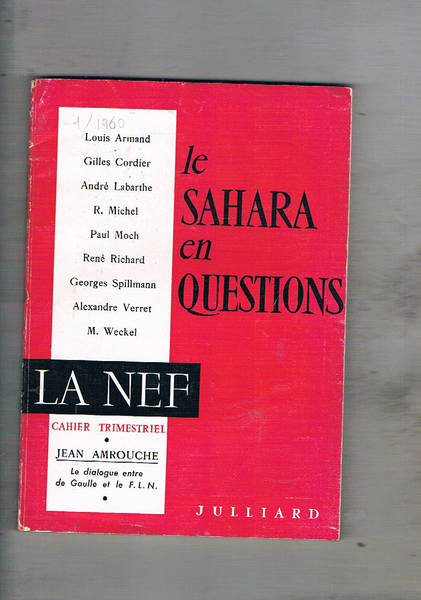 1/1960
Louis Armand
Gilles Cordier
André Labarthe
R. Michel
Paul Moch
René Richard
Georges Spillmann
Alexandre Verret
M. Weckel
le
SAHARA
en
QUESTIONS
LA NEF
CAHIER TRIMESTRIEL
JEAN AMROUCHE
Le dialogue entre
de Gaulle et le F.L.N.
JULLIARD